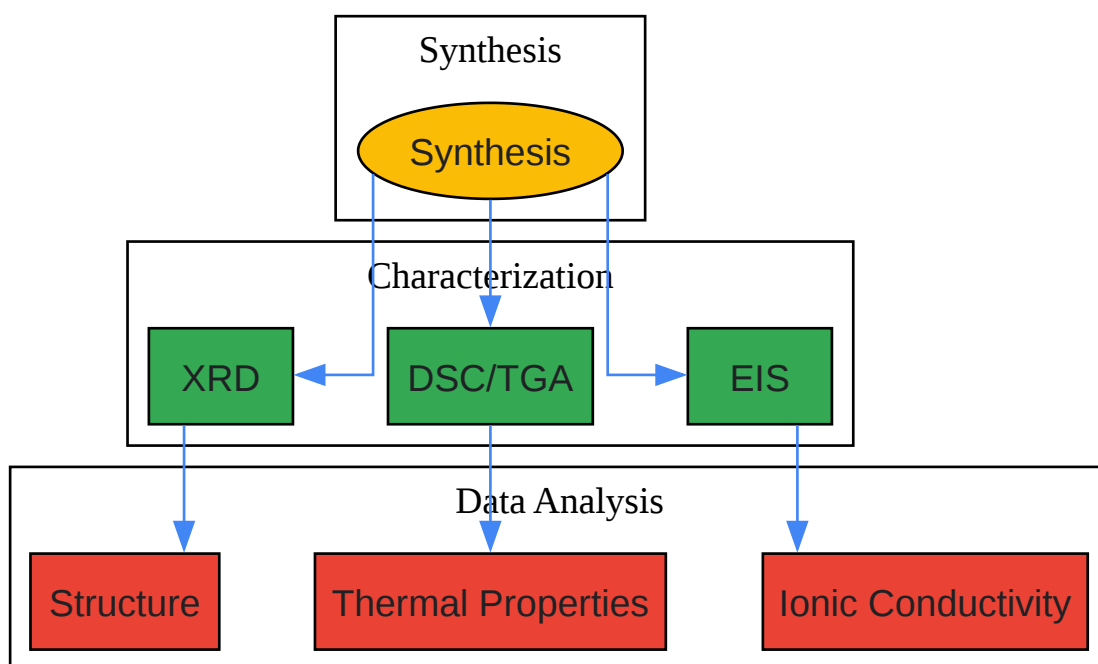 Synthesis
Synthesis
Characterization
XRD
DSC/TGA
EIS
Data Analysis
Structure
Thermal Properties
Ionic Conductivity